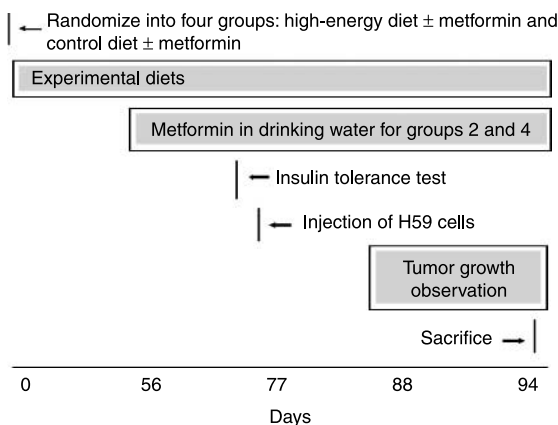 Randomize into four groups: high-energy diet ± metformin and
control diet ± metformin
Experimental diets
Metformin in drinking water for groups 2 and 4
Insulin tolerance test
Injection of H59 cells
Tumor growth
observation
Sacrifice
0 56 77 88 94
Days